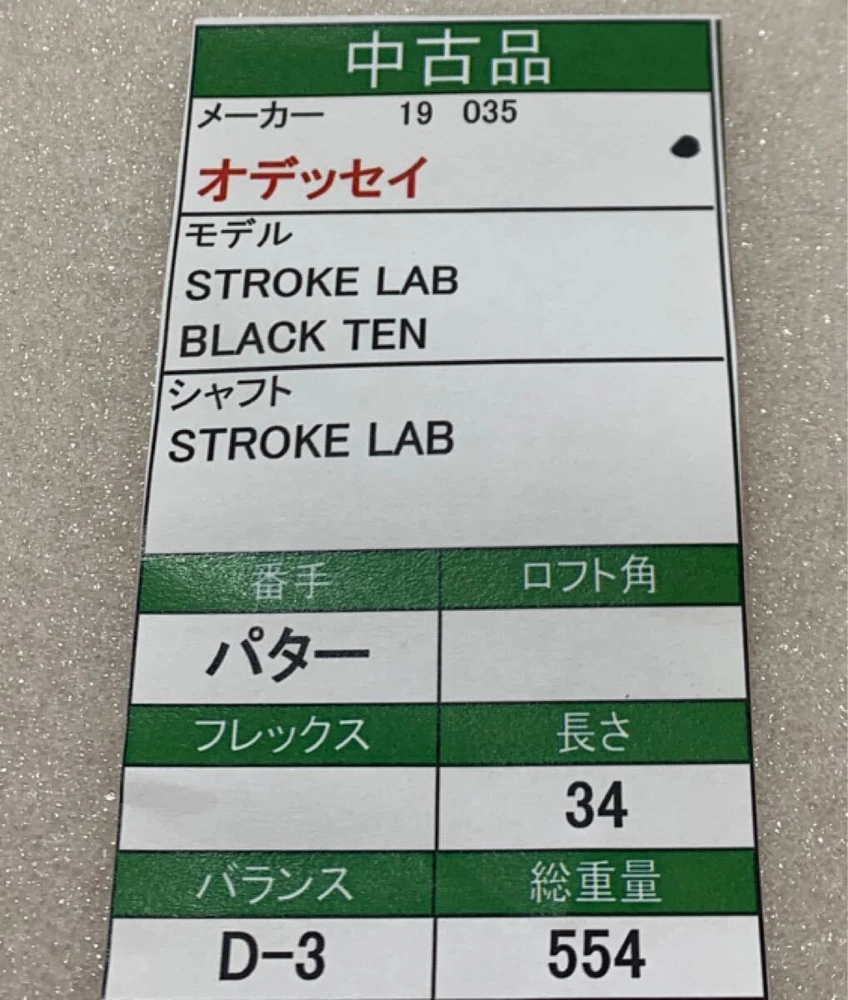 中古品
メーカー 19 035
オデッセイ
モデル
STROKE LAB
BLACK TEN
シャフト
STROKE LAB
番手 ロフト角
パター
フレックス 長さ
34
バランス 総重量
D-3 554